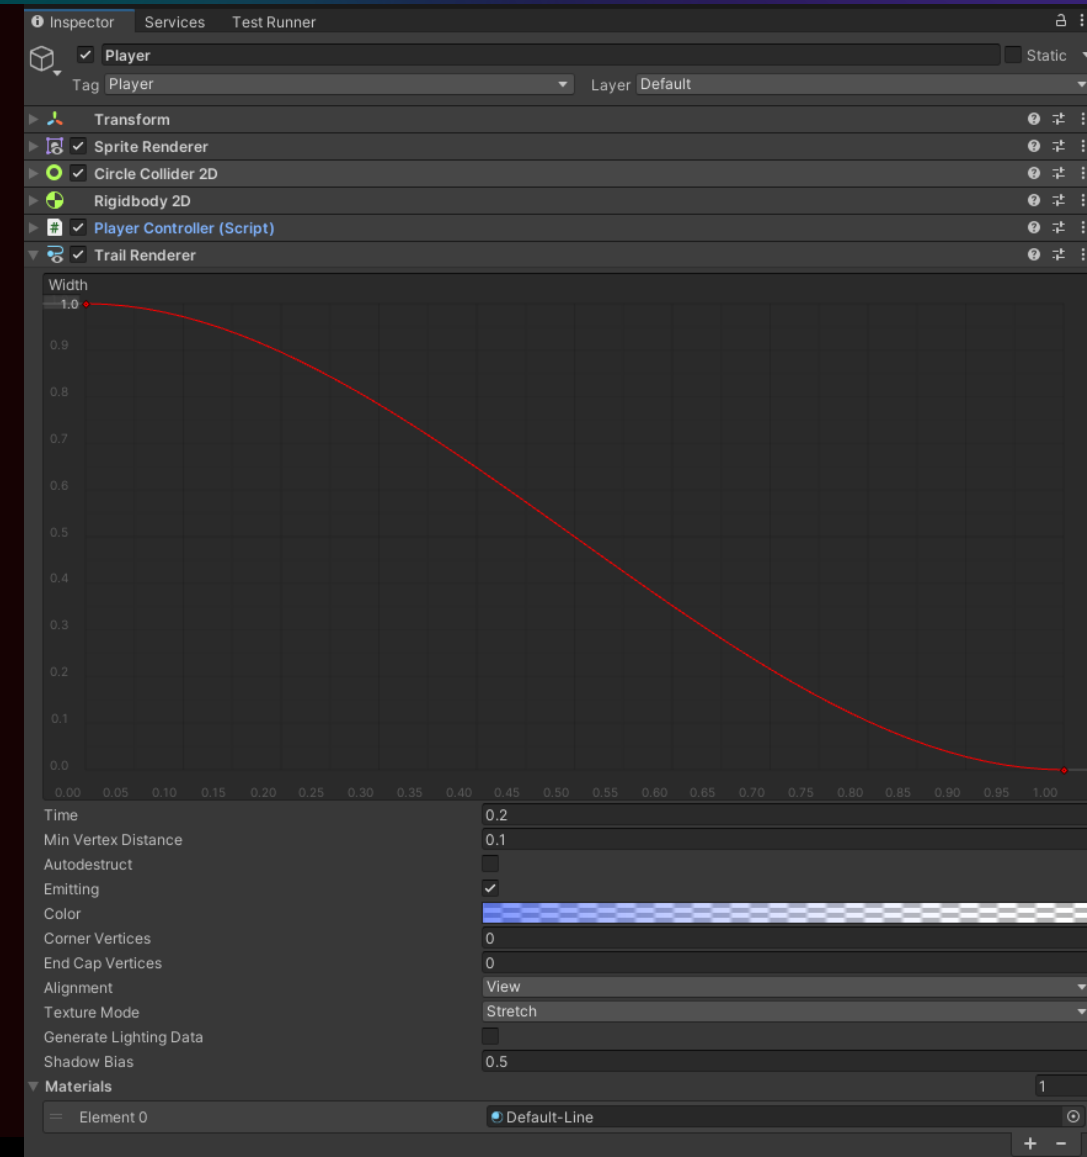 Inspector Services Test Runner
Player Static
Tag Player Layer Default
Transform
Sprite Renderer
Circle Collider 2D
Rigidbody 2D
# Player Controller (Script)
Trail Renderer
Width
1.0
0.9
0.8
0.7
0.6
0.5
0.4
0.3
0.2
0.1
0.0
0.00 0.05 0.10 0.15 0.20 0.25 0.30 0.35 0.40 0.45 0.50 0.55 0.60 0.65 0.70 0.75 0.80 0.85 0.90 0.95 1.00
Time 0.2
Min Vertex Distance 0.1
Autodestruct
Emitting
Color
Corner Vertices 0
End Cap Vertices 0
Alignment View
Texture Mode Stretch
Generate Lighting Data
Shadow Bias 0.5
Materials 1
Element 0 Default-Line
+ −